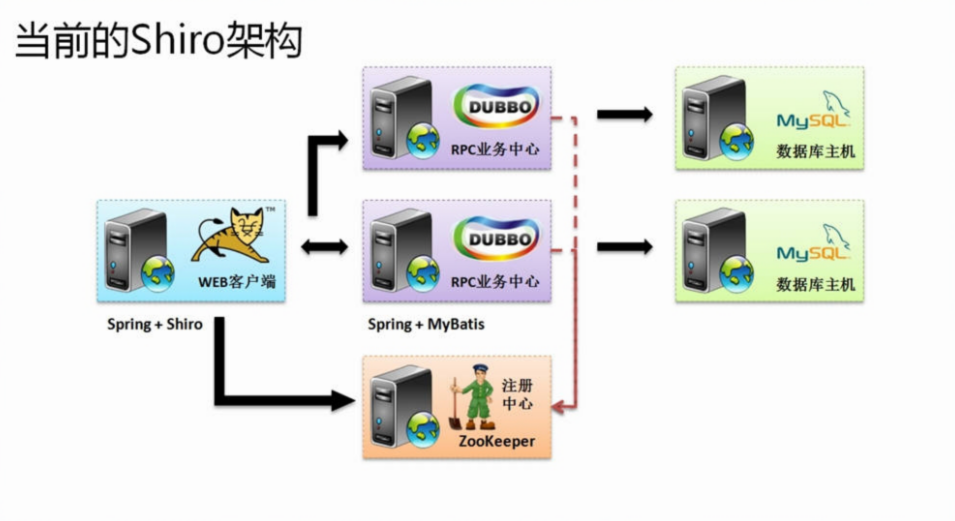 当前的Shiro架构
DUBBO
RPC业务中心
MySQL
数据库主机
TM
WEB客户端
DUBBO
RPC业务中心
MySQL
数据库主机
Spring + Shiro
Spring + MyBatis
注册
中心
ZooKeeper